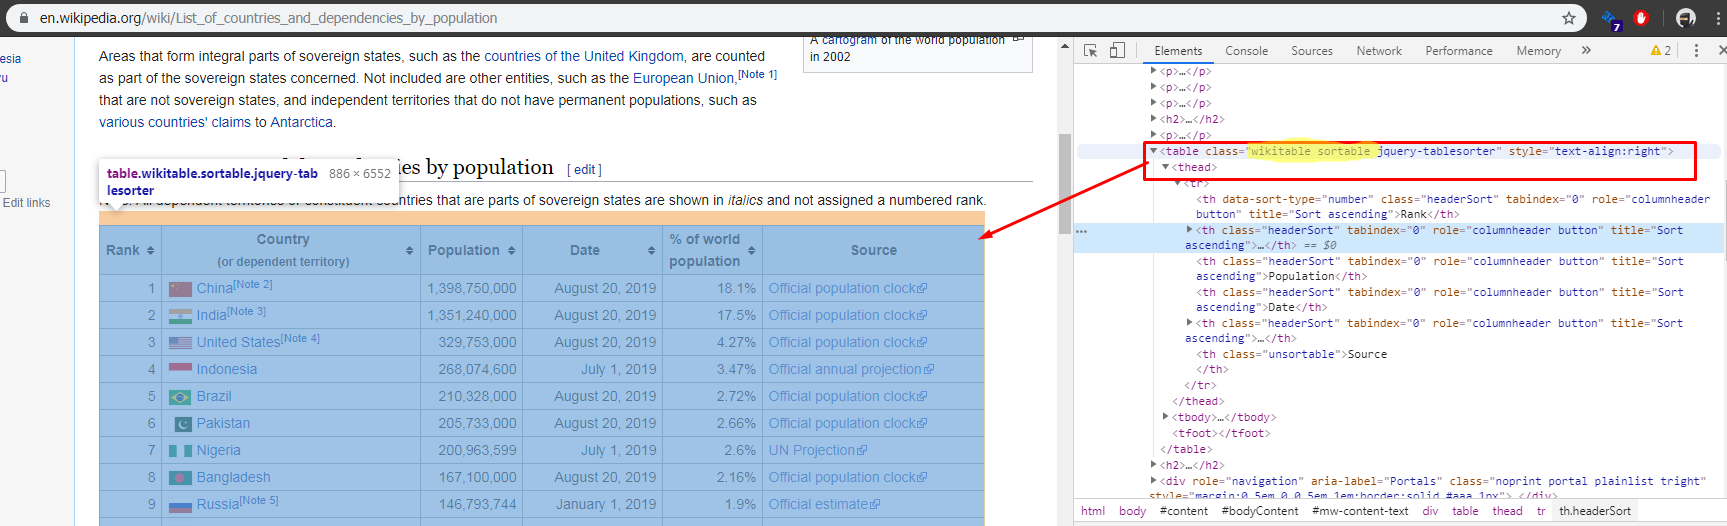 en.wikipedia.org/wiki/List_of_countries_and_dependencies_by_population
7
esia
vu
Edit links
Areas that form integral parts of sovereign states, such as the countries of the United Kingdom, are counted
as part of the sovereign states concerned. Not included are other entities, such as the European Union,[Note 1]
that are not sovereign states, and independent territories that do not have permanent populations, such as
various countries' claims to Antarctica.
A cartogram of the world population
in 2002
table.wikitable.sortable.jquery-tab
lesorter
886 × 6552
cies by population [ edit ]
that are parts of sovereign states are shown in italics and not assigned a numbered rank.
Rank Country (or dependent territory) Population Date % of world population Source
1 China[Note 2] 1,398,750,000 August 20, 2019 18.1% Official population clock
2 India[Note 3] 1,351,240,000 August 20, 2019 17.5% Official population clock
3 United States[Note 4] 329,753,000 August 20, 2019 4.27% Official population clock
4 Indonesia 268,074,600 July 1, 2019 3.47% Official annual projection
5 Brazil 210,328,000 August 20, 2019 2.72% Official population clock
6 Pakistan 205,733,000 August 20, 2019 2.66% Official population clock
7 Nigeria 200,963,599 July 1, 2019 2.6% UN Projection
8 Bangladesh 167,100,000 August 20, 2019 2.16% Official population clock
9 Russia[Note 5] 146,793,744 January 1, 2019 1.9% Official estimate
Elements Console Sources Network Performance Memory » 2
<p>…</p>
<p>…</p>
<p>…</p>
<h2>…</h2>
<p>…</p>
<table class="wikitable sortable jquery-tablesorter" style="text-align:right">
<thead>
<tr>
<th data-sort-type="number" class="headerSort" tabindex="0" role="columnheader
button" title="Sort ascending">Rank</th>
… <th class="headerSort" tabindex="0" role="columnheader button" title="Sort
ascending">…</th> == $0
<th class="headerSort" tabindex="0" role="columnheader button" title="Sort
ascending">Population</th>
<th class="headerSort" tabindex="0" role="columnheader button" title="Sort
ascending">Date</th>
<th class="headerSort" tabindex="0" role="columnheader button" title="Sort
ascending">…</th>
<th class="unsortable">Source
</th>
</tr>
</thead>
<tbody>…</tbody>
<tfoot></tfoot>
</table>
<h2>…</h2>
<div role="navigation" aria-label="Portals" class="noprint portal plainlist tright"
style="margin:0.5em 0 0.5em 1em;border:solid #aaa 1px">…</div>
html body #content #bodyContent #mw-content-text div table thead tr th.headerSort